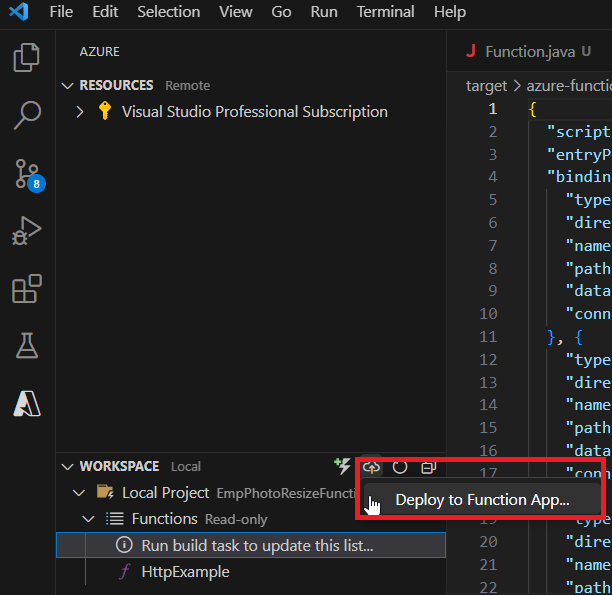 File Edit Selection View Go Run Terminal Help
AZURE
RESOURCES Remote
Visual Studio Professional Subscription
8
WORKSPACE Local
Local Project EmpPhotoResizeFuncti
Functions Read-only
Run build task to update this list...
HttpExample
Deploy to Function App...
Function.java U
target > azure-functio
1 {
2 "script
3 "entryP
4 "bindin
5 "type
6 "dire
7 "name
8 "path
9 "data
10 "conn
11 }, {
12 "type
13 "dire
14 "name
15 "path
16 "data
17 "conn
19 "type
20 "dire
21 "name
22 "path